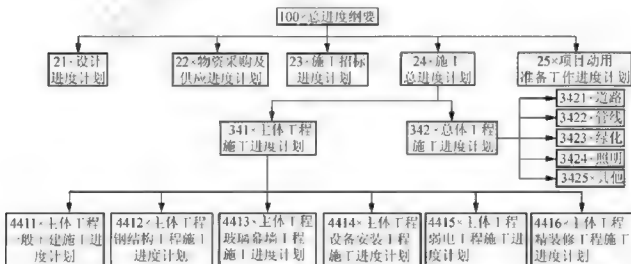 100×总进度纲要
21×设计
进度计划
22×物资采购及
供应进度计划
23×施工招标
进度计划
24×施工
总进度计划
25×项目动用
准备工作进度计划
341×主体工程
施工进度计划
342×总体工程
施工进度计划
3421×道路
3422×管线
3423×绿化
3424×照明
3425×其他
4411×主体工程
一般土建施工进
度计划
4412×主体工程
钢结构工程施工
进度计划
4413×主体工程
玻璃幕墙工程
施工进度计划
4414×主体工程
设备安装工程
施工进度计划
4415×主体工程
弱电工程施工进
度计划
4416×主体工程
精装修工程施工
进度计划